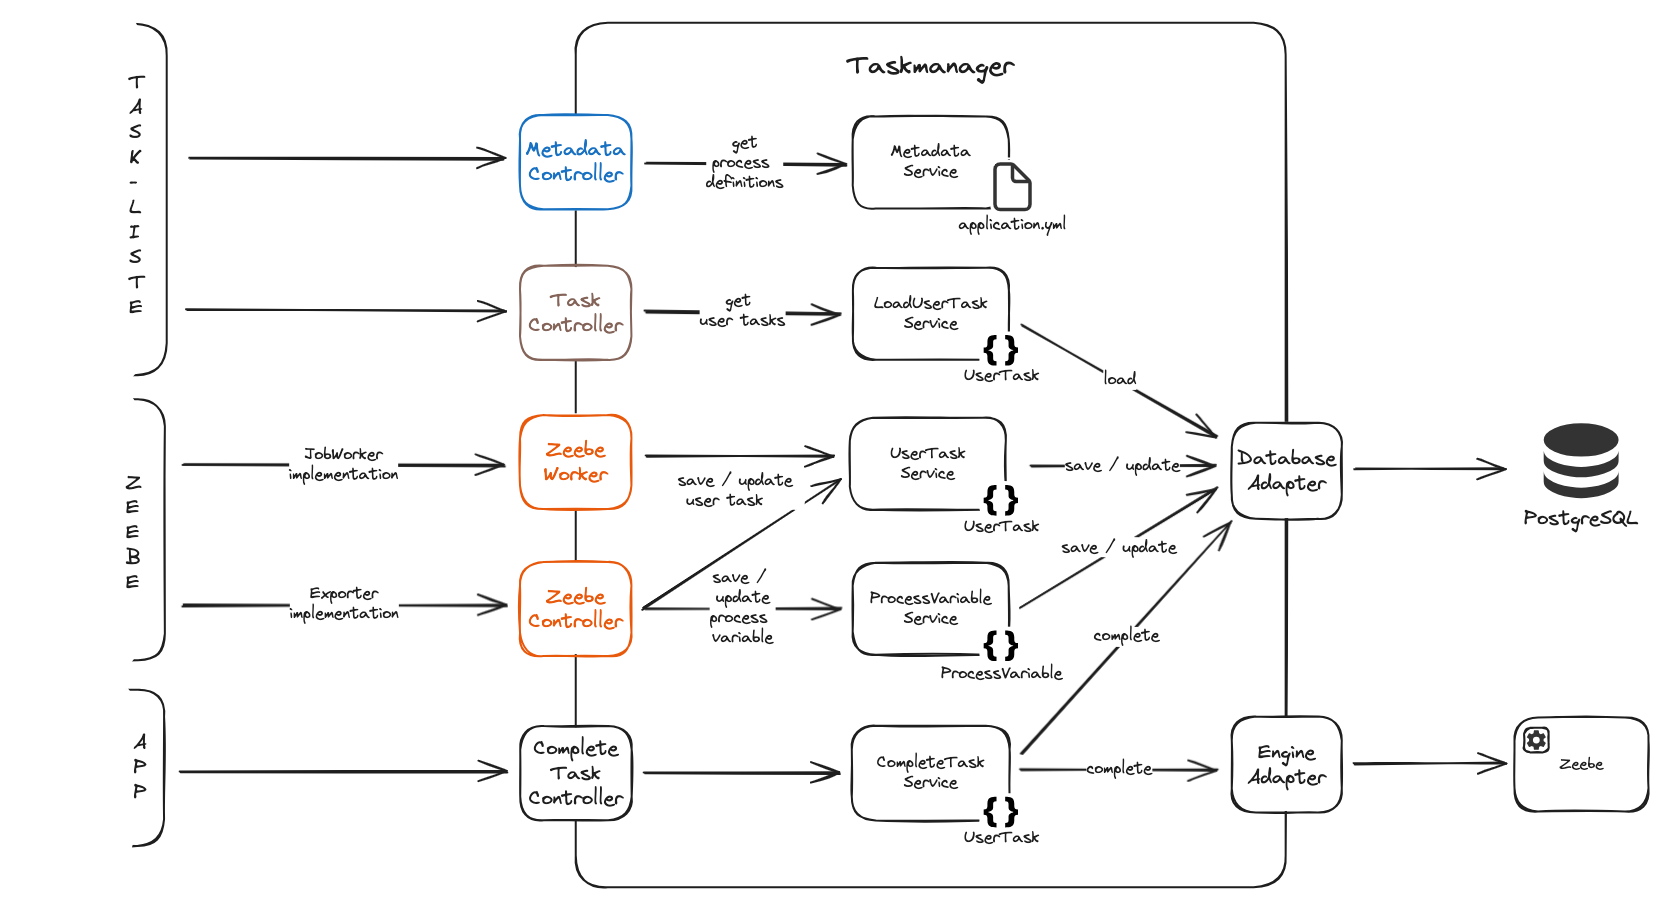 Taskmanager
TASK-LISTE
Metadata
Controller
get
process
definitions
Metadata
Service
application.yml
Task
Controller
get
user tasks
LoadUserTask
Service
{ }
UserTask
load
ZEEBE
JobWorker
implementation
Zeebe
Worker
save / update
user task
UserTask
Service
{ }
UserTask
save / update
Database
Adapter
PostgreSQL
Exporter
implementation
Zeebe
Controller
save /
update
process
variable
ProcessVariable
Service
{ }
ProcessVariable
save / update
complete
APP
Complete
Task
Controller
CompleteTask
Service
{ }
UserTask
complete
Engine
Adapter
Zeebe